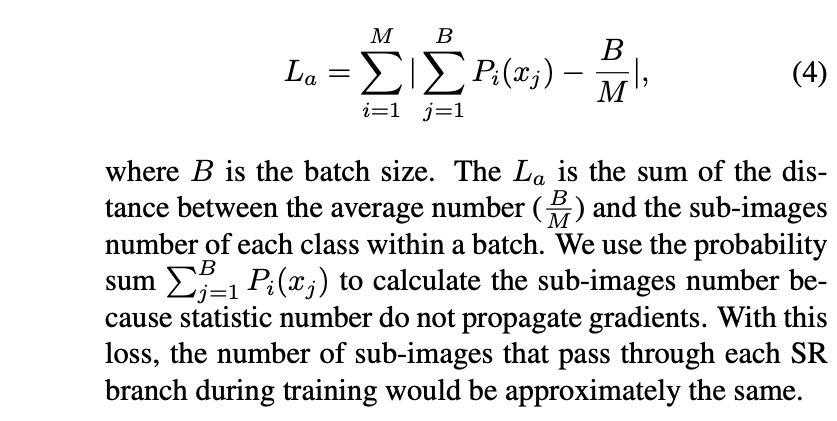 L_a = \sum_{i=1}^{M} | \sum_{j=1}^{B} P_i(x_j) − \frac{B}{M} |, (4)
where B is the batch size. The L_a is the sum of the dis-
tance between the average number (\frac{B}{M}) and the sub-images
number of each class within a batch. We use the probability
sum \sum_{j=1}^{B} P_i(x_j) to calculate the sub-images number be-
cause statistic number do not propagate gradients. With this
loss, the number of sub-images that pass through each SR
branch during training would be approximately the same.